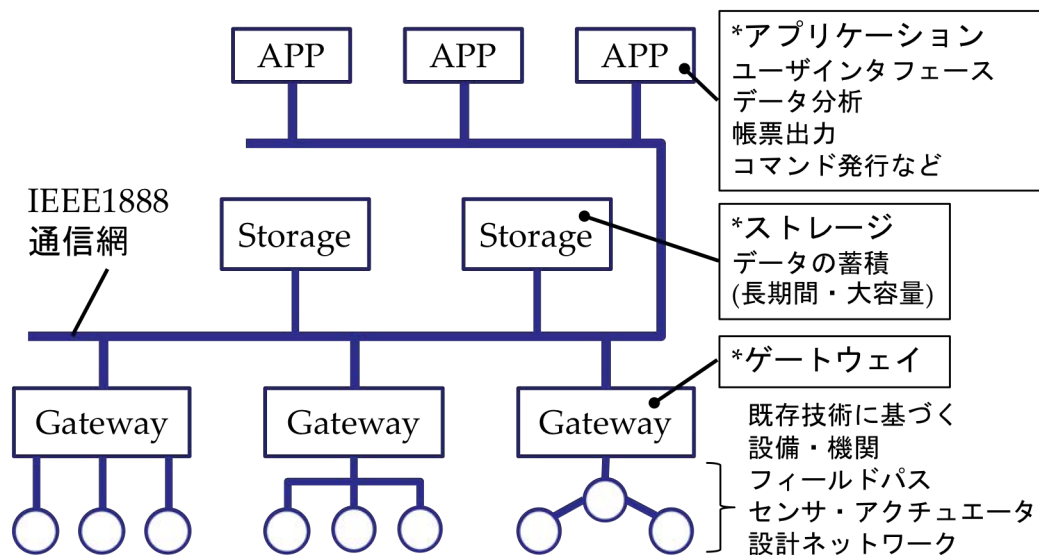 APP
APP
APP
*アプリケーション
ユーザインタフェース
データ分析
帳票出力
コマンド発行など
IEEE1888
通信網
Storage
Storage
*ストレージ
データの蓄積
(長期間・大容量)
*ゲートウェイ
Gateway
Gateway
Gateway
既存技術に基づく
設備・機関
フィールドパス
センサ・アクチュエータ
設計ネットワーク